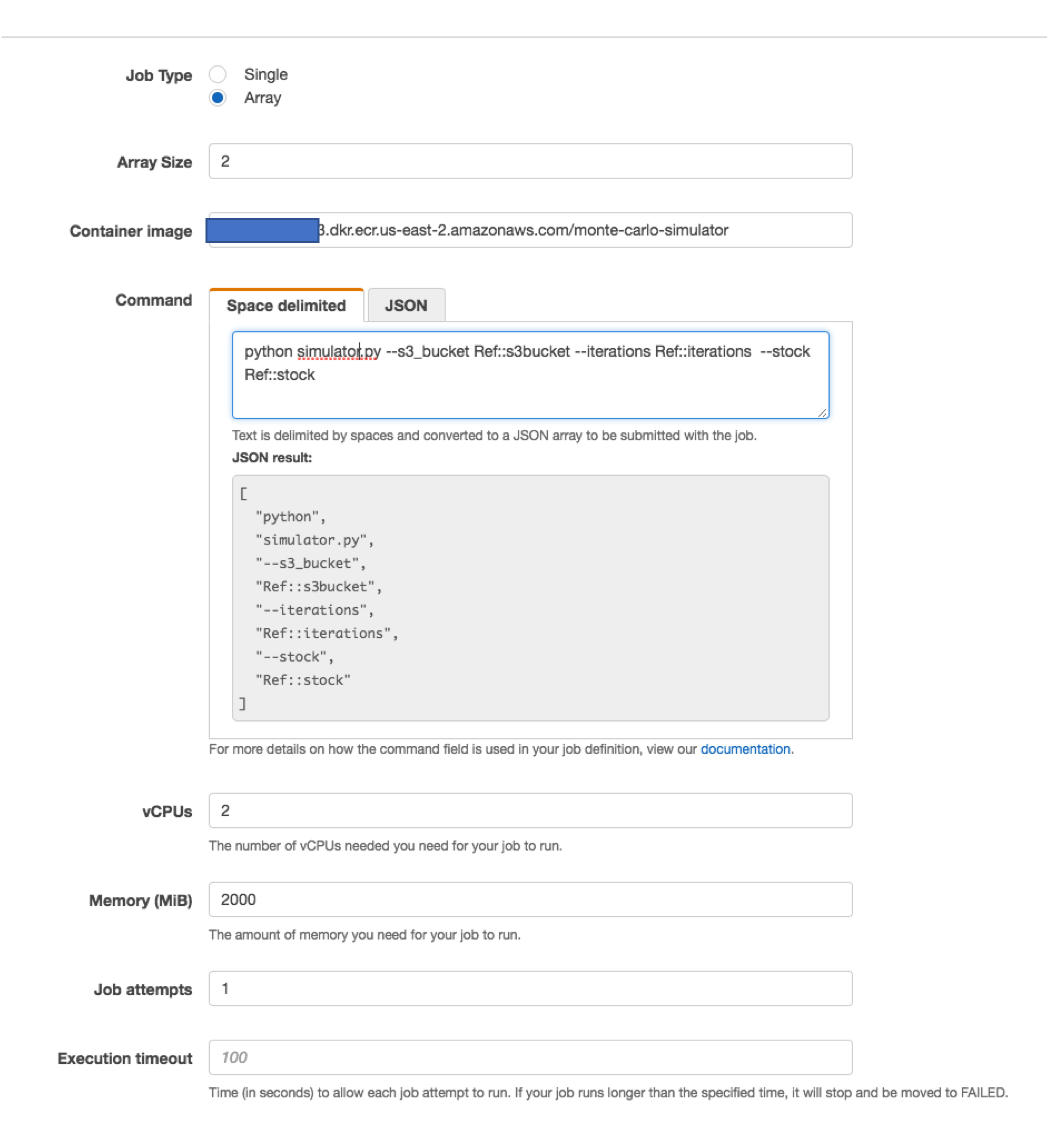 Job Type Single
Array
Array Size 2
Container image 3.dkr.ecr.us-east-2.amazonaws.com/monte-carlo-simulator
Command Space delimited JSON
python simulator.py --s3_bucket Ref::s3bucket --iterations Ref::iterations  --stock
Ref::stock
Text is delimited by spaces and converted to a JSON array to be submitted with the job.
JSON result:
[
"python",
"simulator.py",
"--s3_bucket",
"Ref::s3bucket",
"--iterations",
"Ref::iterations",
"--stock",
"Ref::stock"
]
For more details on how the command field is used in your job definition, view our documentation.
vCPUs 2
The number of vCPUs needed you need for your job to run.
Memory (MiB) 2000
The amount of memory you need for your job to run.
Job attempts 1
Execution timeout 100
Time (in seconds) to allow each job attempt to run. If your job runs longer than the specified time, it will stop and be moved to FAILED.